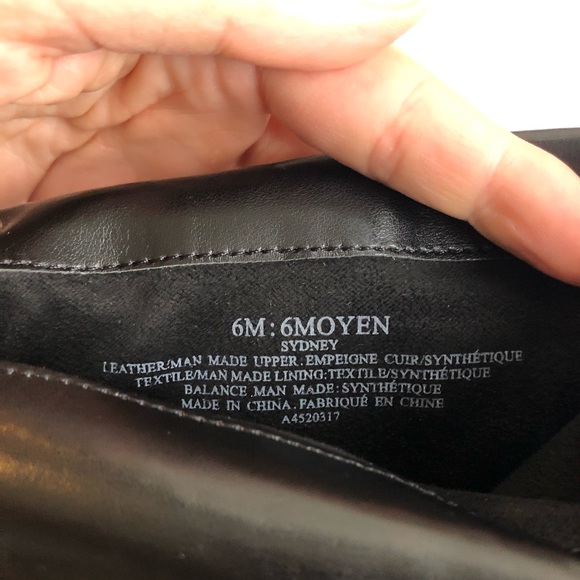 6M : 6MOYEN
SYDNEY
LEATHER/MAN MADE UPPER. EMPEIGNE CUIR/SYNTHÉTIQUE
TEXTILE/MAN MADE LINING: TEXTILE/SYNTHÉTIQUE
BALANCE .MAN MADE: SYNTHÉTIQUE
MADE IN CHINA. FABRIQUÉ EN CHINE
A4520317